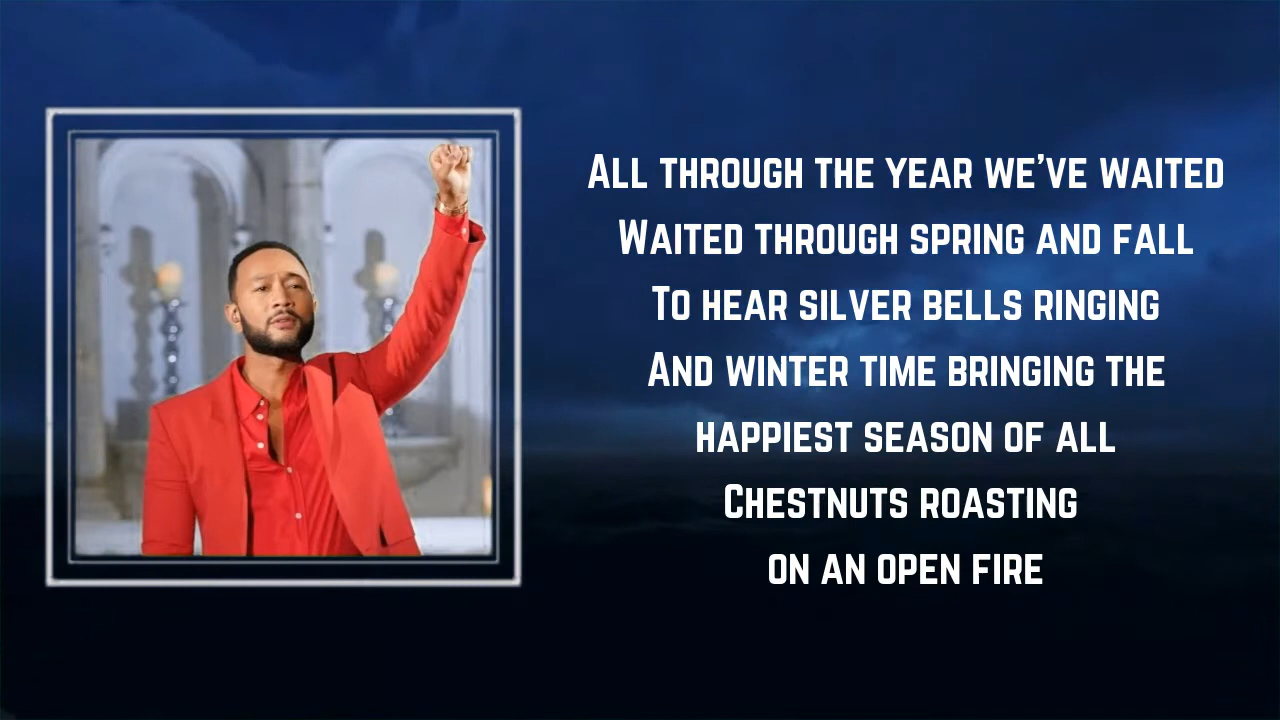 All through the year we've waited
Waited through spring and fall
To hear silver bells ringing
And winter time bringing the
happiest season of all
Chestnuts roasting
on an open fire